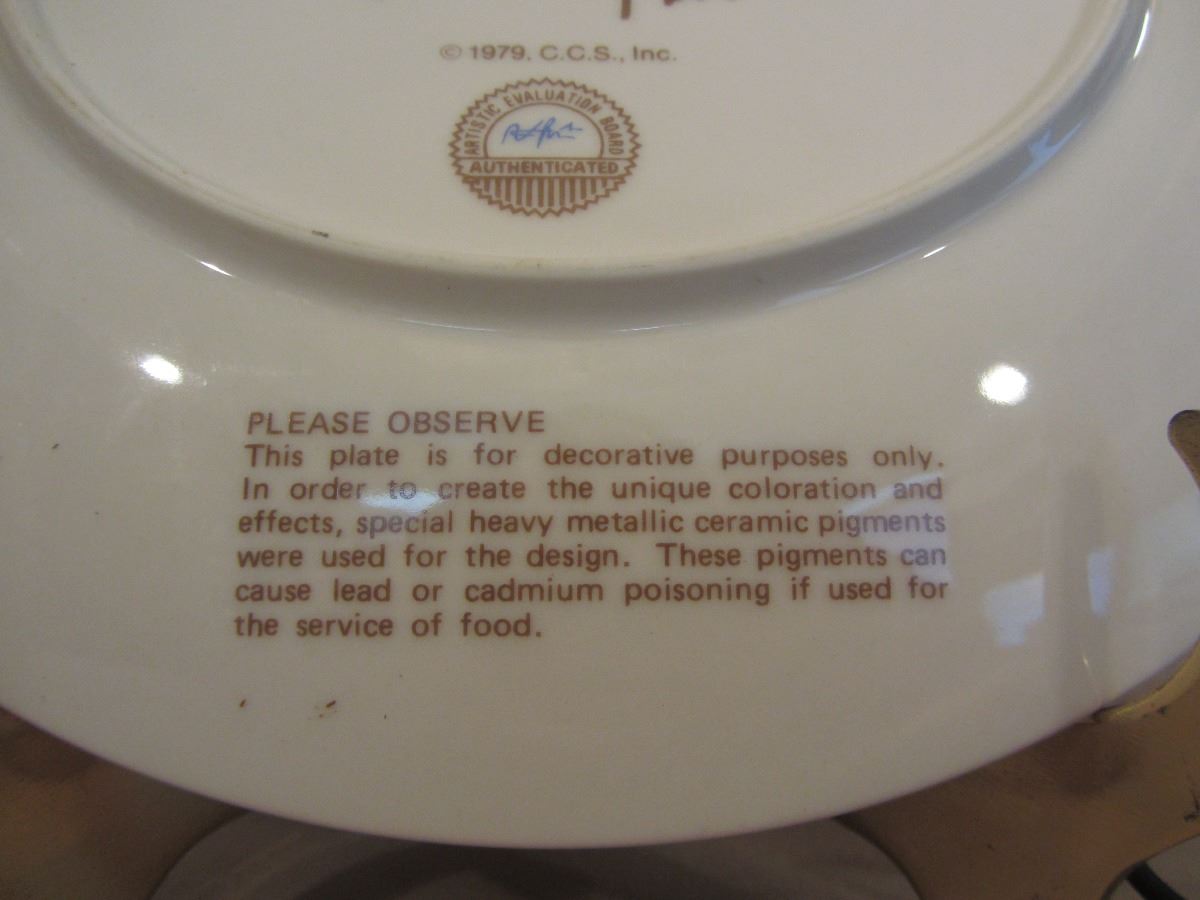 © 1979. C.C.S., Inc.
ARTISTIC EVALUATION BOARD
AUTHENTICATED
PLEASE OBSERVE
This plate is for decorative purposes only.
In order to create the unique coloration and
effects, special heavy metallic ceramic pigments
were used for the design. These pigments can
cause lead or cadmium poisoning if used for
the service of food.